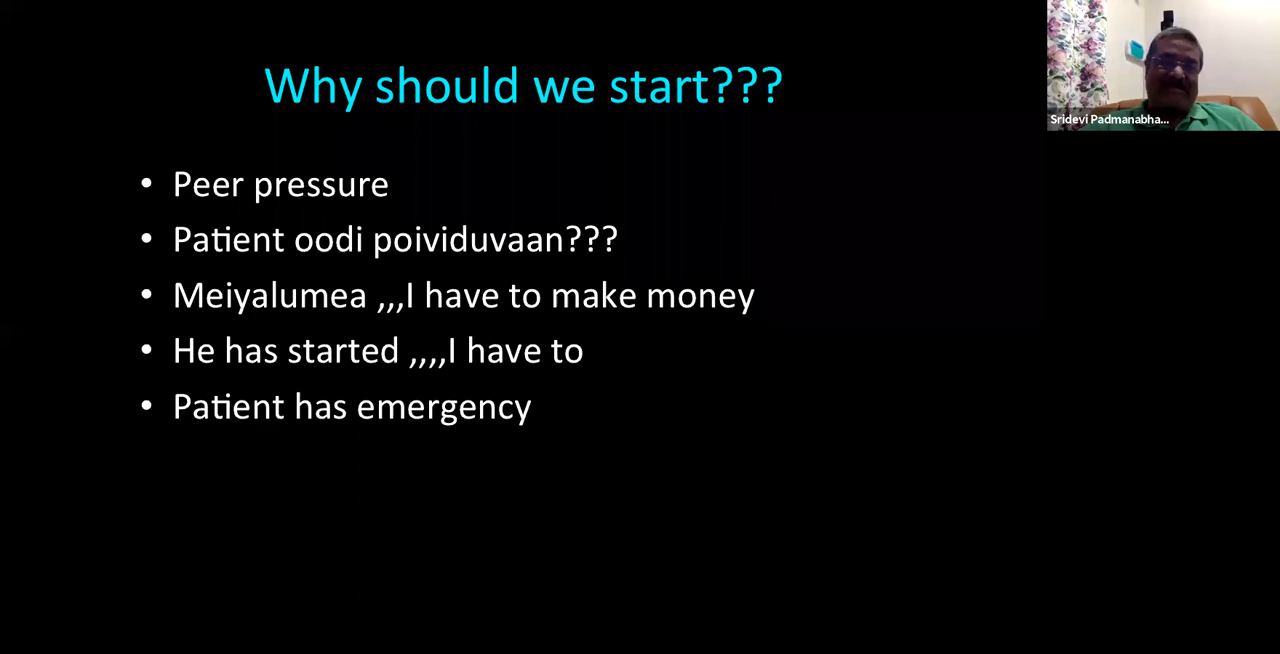 Why should we start???
Sridevi Padmanabha...
• Peer pressure
• Patient oodi poividuvaan???
• Meiyalumea ,,,I have to make money
• He has started ,,,,I have to
• Patient has emergency